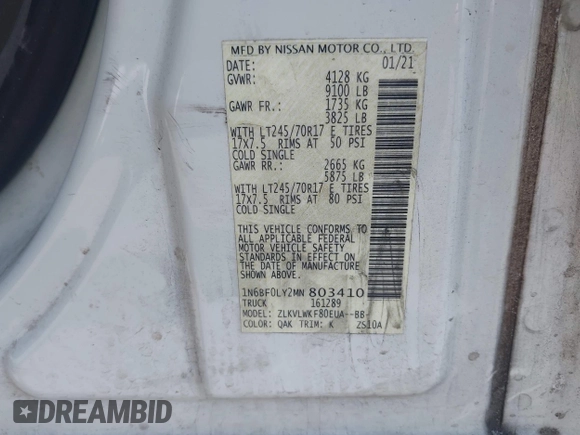 MFD BY NISSAN MOTOR CO., LTD.
DATE: 01/21
GVWR: 4128 KG
9100 LB
GAWR FR.: 1735 KG
3825 LB
WITH LT245/70R17 E TIRES
17X7.5 RIMS AT 50 PSI
COLD SINGLE
GAWR RR.: 2665 KG
5875 LB
WITH LT245/70R17 E TIRES
17X7.5 RIMS AT 80 PSI
COLD SINGLE
THIS VEHICLE CONFORMS TO
ALL APPLICABLE FEDERAL
MOTOR VEHICLE SAFETY
STANDARDS IN EFFECT ON
THE DATE OF MANUFACTURE
SHOWN ABOVE.
1N6BF0LY2MN 803410
TRUCK 161289
MODEL: ZLKVLWKF80EUA--BB-
COLOR: QAK TRIM: K ZS10A
DREAMBID